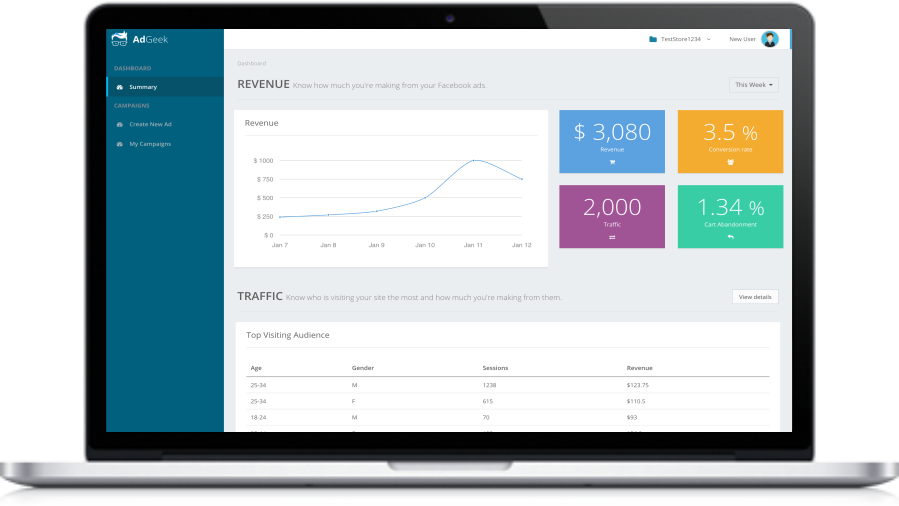 AdGeek
TestStore1234
New User
DASHBOARD
Summary
CAMPAIGNS
Create New Ad
My Campaigns
Dashboard
REVENUE Know how much you're making from your Facebook ads.
This Week
Revenue
$ 1000
$ 750
$ 500
$ 250
$ 0
Jan 7 Jan 8 Jan 9 Jan 10 Jan 11 Jan 12
$ 3,080
Revenue
3.5 %
Conversion rate
2,000
Traffic
1.34 %
Cart Abandonment
TRAFFIC Know who is visiting your site the most and how much you're making from them.
View details
Top Visiting Audience
Age Gender Sessions Revenue
25-34 M 1238 $123.75
25-34 F 615 $110.5
18-24 M 70 $93